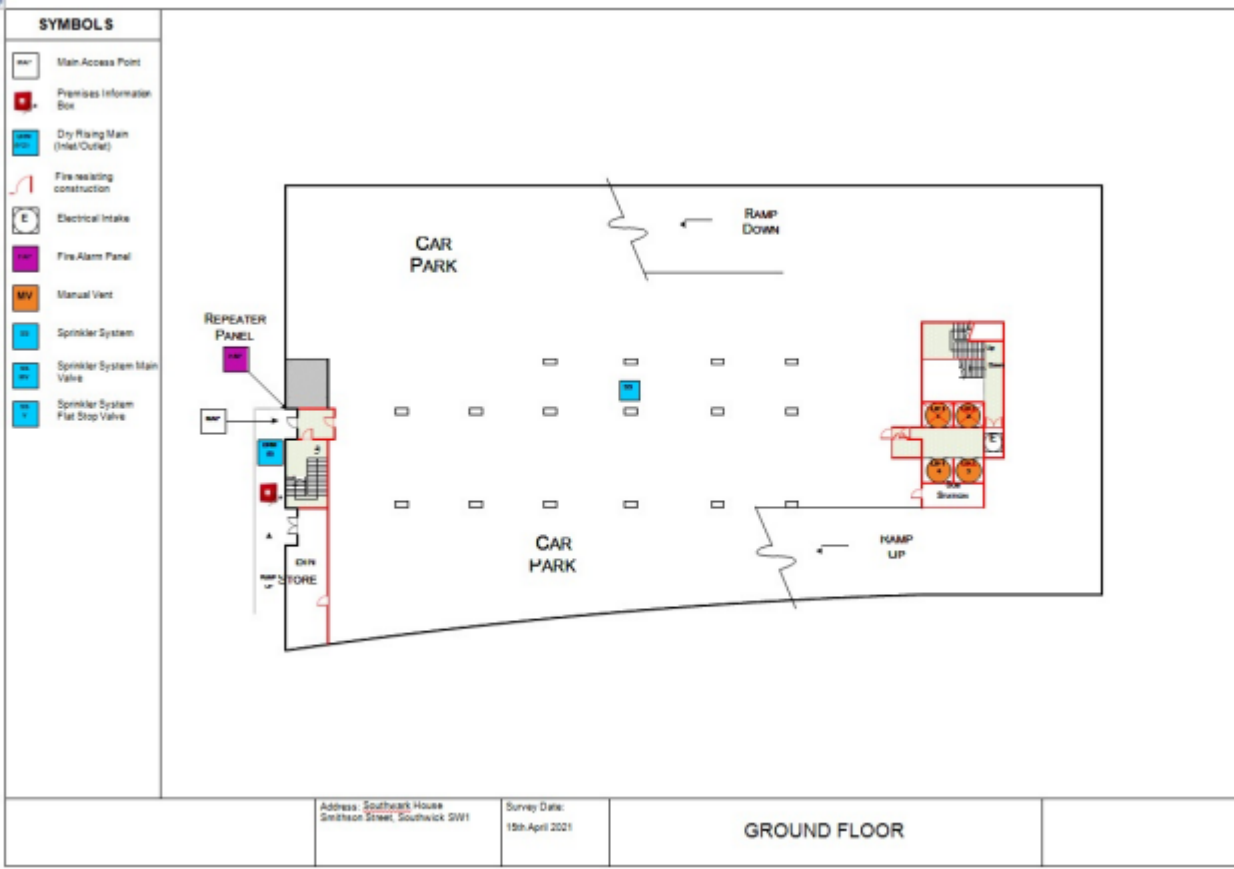 SYMBOLS
Main Access Point
Premises Information
Box
Dry Rising Main
(Inlet/Outlet)
Fire resisting
construction
E
Electrical Intake
Fire Alarm Panel
MV
Manual Vent
Sprinkler System
Sprinkler System Main
Valve
Sprinkler System
Flat Stop Valve
CAR
PARK
RAMP
DOWN
REPEATER
PANEL
Up
E
STATION
CAR
PARK
RAMP
UP
BIN
STORE
Address: Southwark House
Smithson Street, Southwick SW1
Survey Date:
15th April 2021
GROUND FLOOR